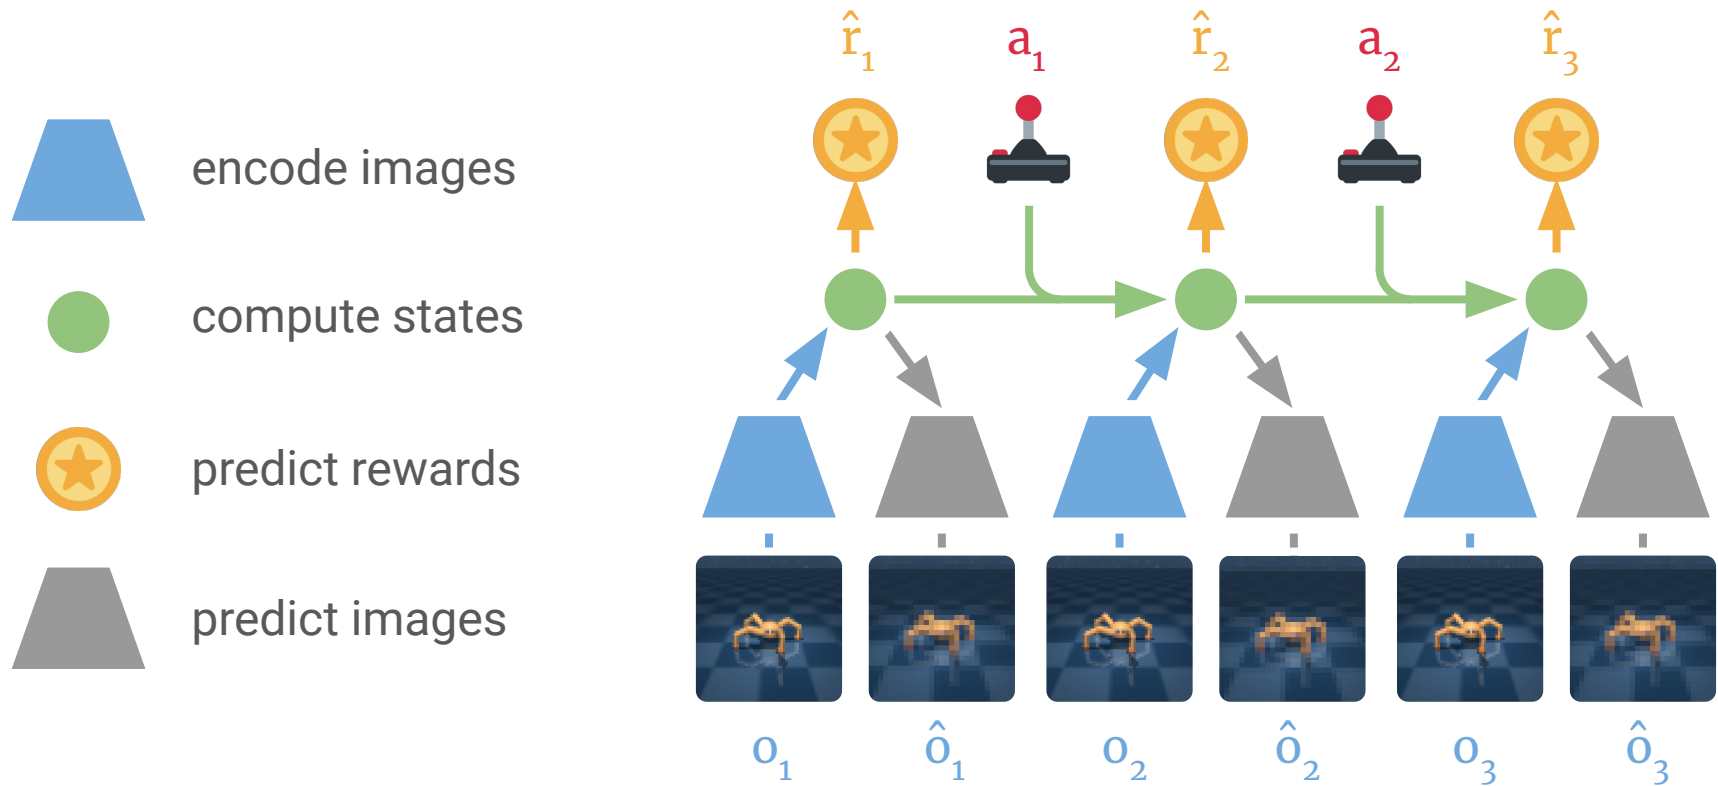 r̂₁ a₁ r̂₂ a₂ r̂₃
encode images
compute states
predict rewards
predict images
o₁ ô₁ o₂ ô₂ o₃ ô₃